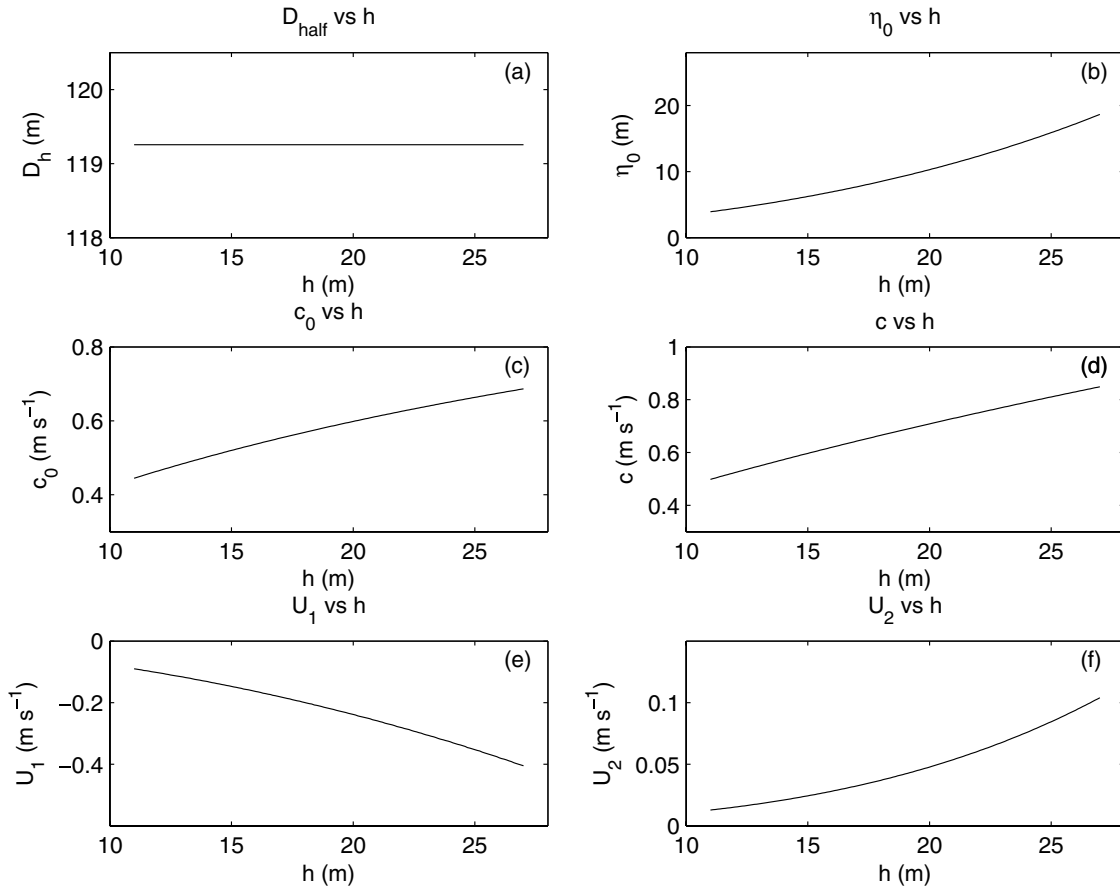 D_half vs h
(a)
D_h (m)
120
119
118
10 15 20 25
h (m)
η_0 vs h
(b)
η_0 (m)
20
10
0
10 15 20 25
h (m)
c_0 vs h
(c)
c_0 (m s⁻¹)
0.8
0.6
0.4
10 15 20 25
h (m)
c vs h
(d)
c (m s⁻¹)
1
0.8
0.6
0.4
10 15 20 25
h (m)
U_1 vs h
(e)
U_1 (m s⁻¹)
0
−0.2
−0.4
10 15 20 25
h (m)
U_2 vs h
(f)
U_2 (m s⁻¹)
0.1
0.05
0
10 15 20 25
h (m)